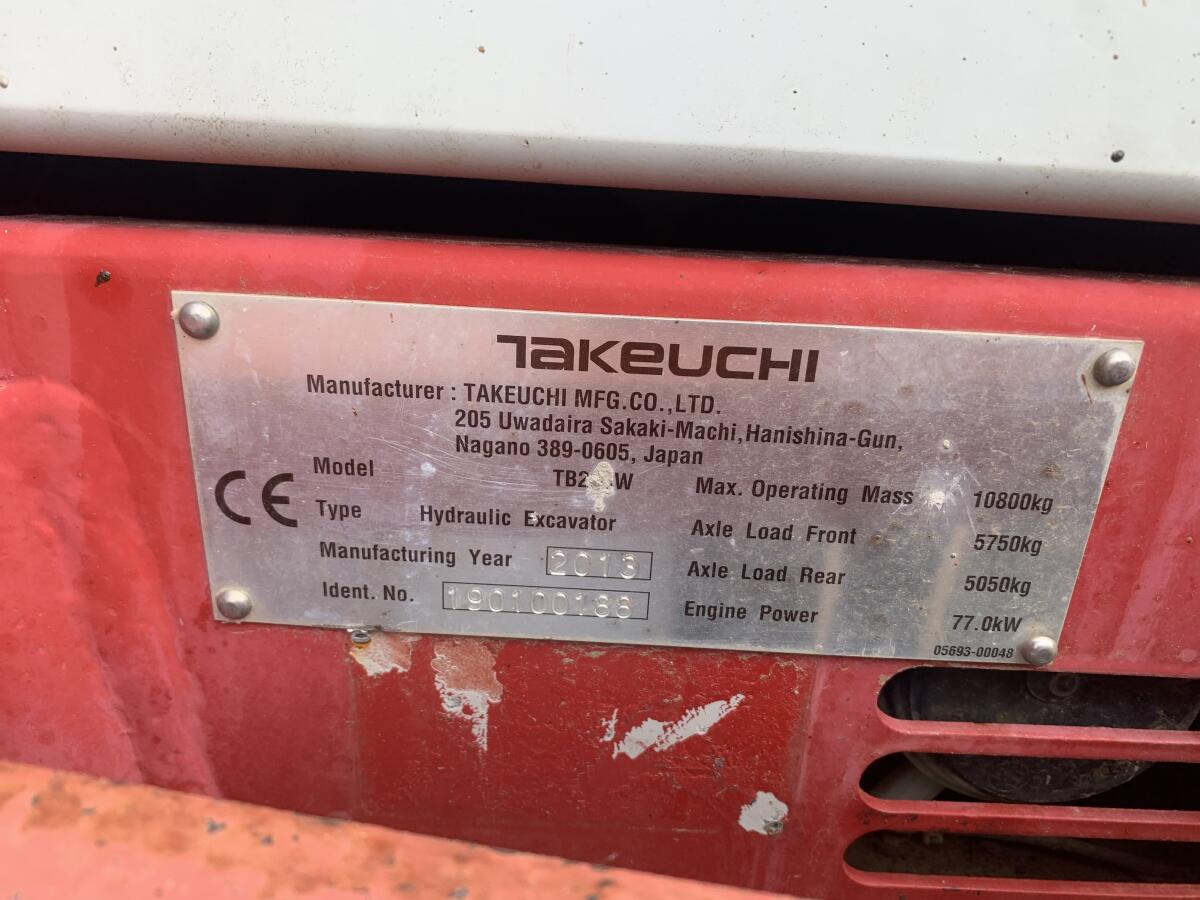 TAKEUCHI
Manufacturer : TAKEUCHI MFG.CO.,LTD.
205 Uwadaira Sakaki-Machi,Hanishina-Gun,
Nagano 389-0605, Japan
CE
Model
Max. Operating Mass 10800kg
Type Hydraulic Excavator
Axle Load Front 5750kg
Manufacturing Year 2013
Axle Load Rear 5050kg
Ident. No. 190100188
Engine Power 77.0kW
05693-00048